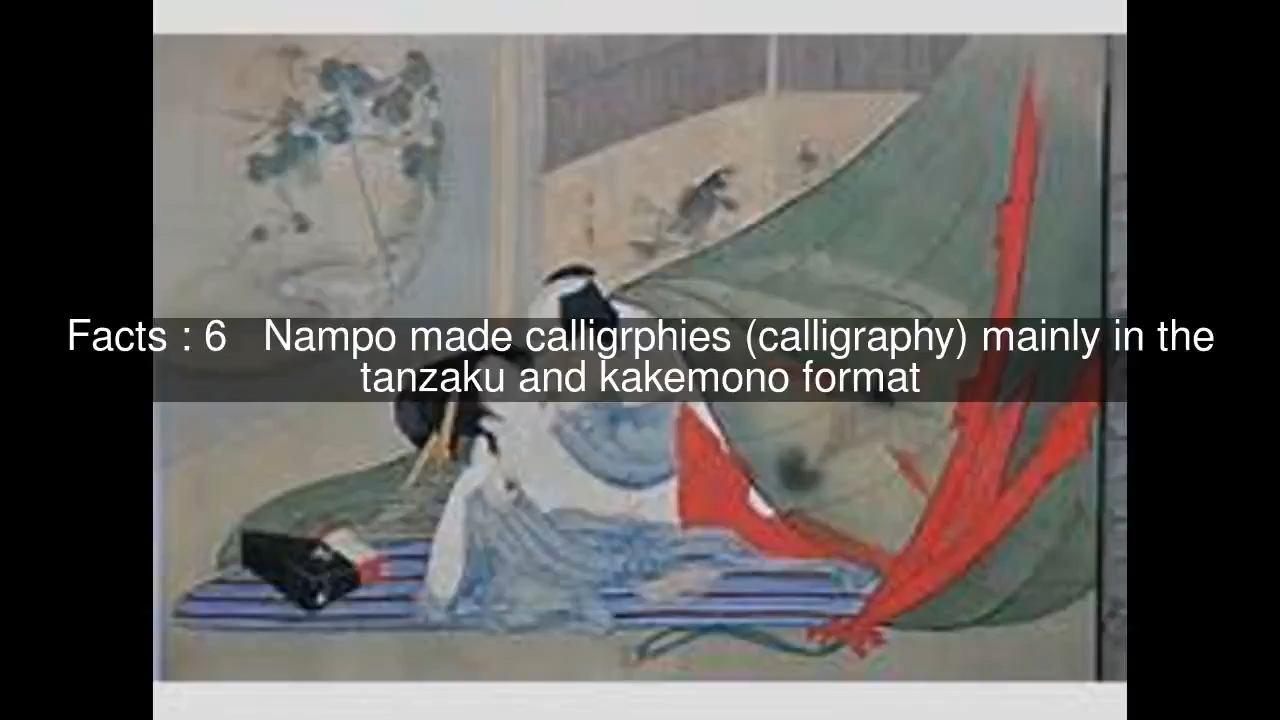 Facts : 6 Nampo made calligrphies (calligraphy) mainly in the
tanzaku and kakemono format